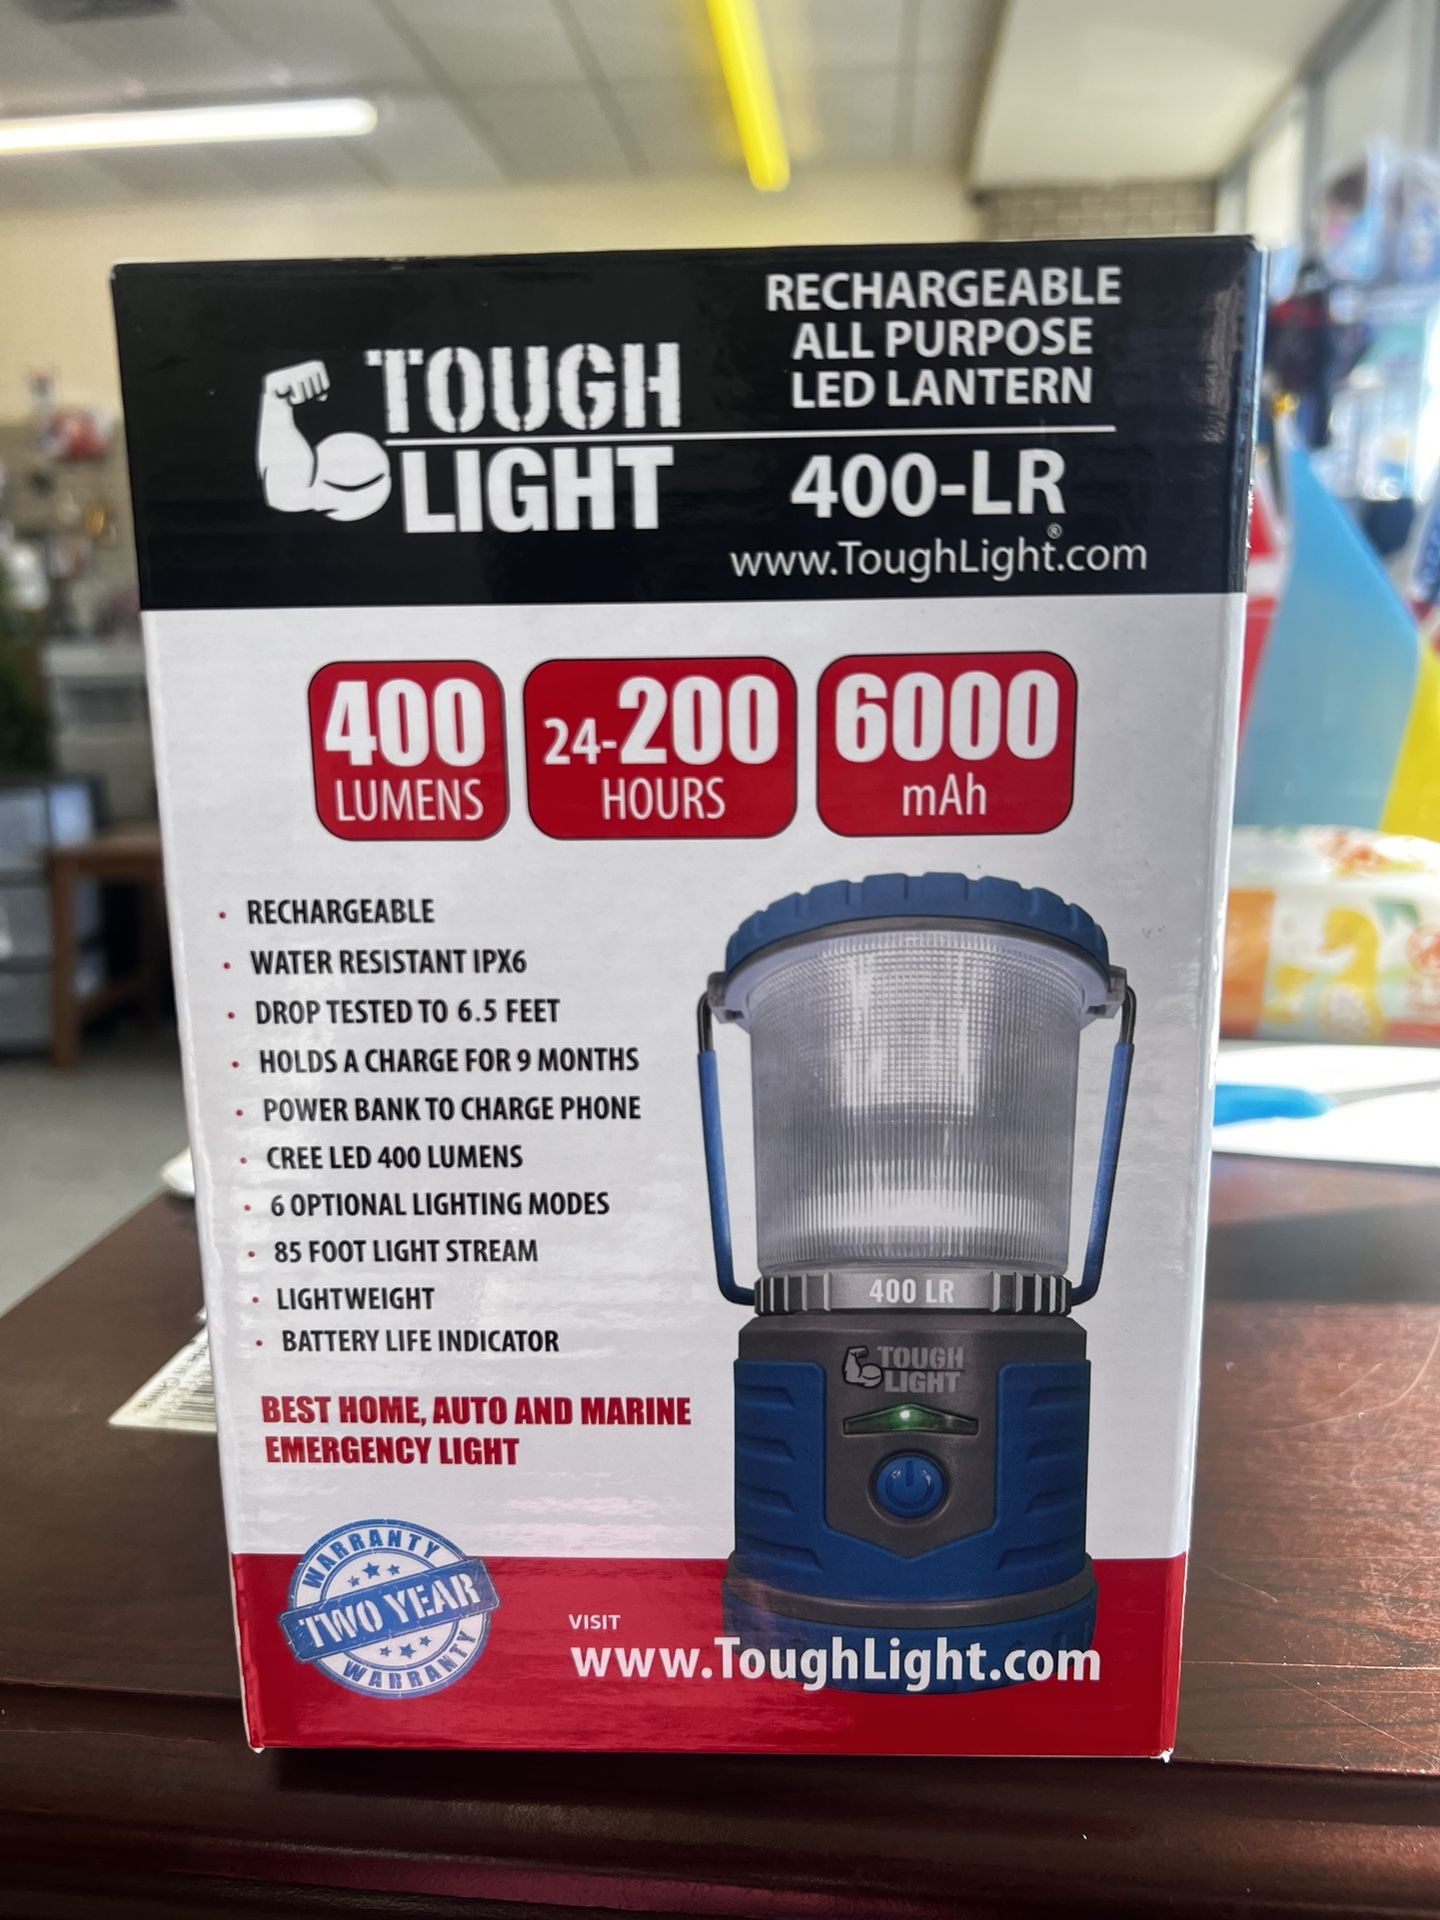 TOUGH
LIGHT
RECHARGEABLE
ALL PURPOSE
LED LANTERN
400-LR
www.ToughLight®.com
400
LUMENS
24-200
HOURS
6000
mAh
• RECHARGEABLE
• WATER RESISTANT IPX6
• DROP TESTED TO 6.5 FEET
• HOLDS A CHARGE FOR 9 MONTHS
• POWER BANK TO CHARGE PHONE
• CREE LED 400 LUMENS
• 6 OPTIONAL LIGHTING MODES
• 85 FOOT LIGHT STREAM
• LIGHTWEIGHT
• BATTERY LIFE INDICATOR
BEST HOME, AUTO AND MARINE
EMERGENCY LIGHT
400 LR
TOUGH
LIGHT
WARRANTY
TWO YEAR
WARRANTY
VISIT
www.ToughLight.com